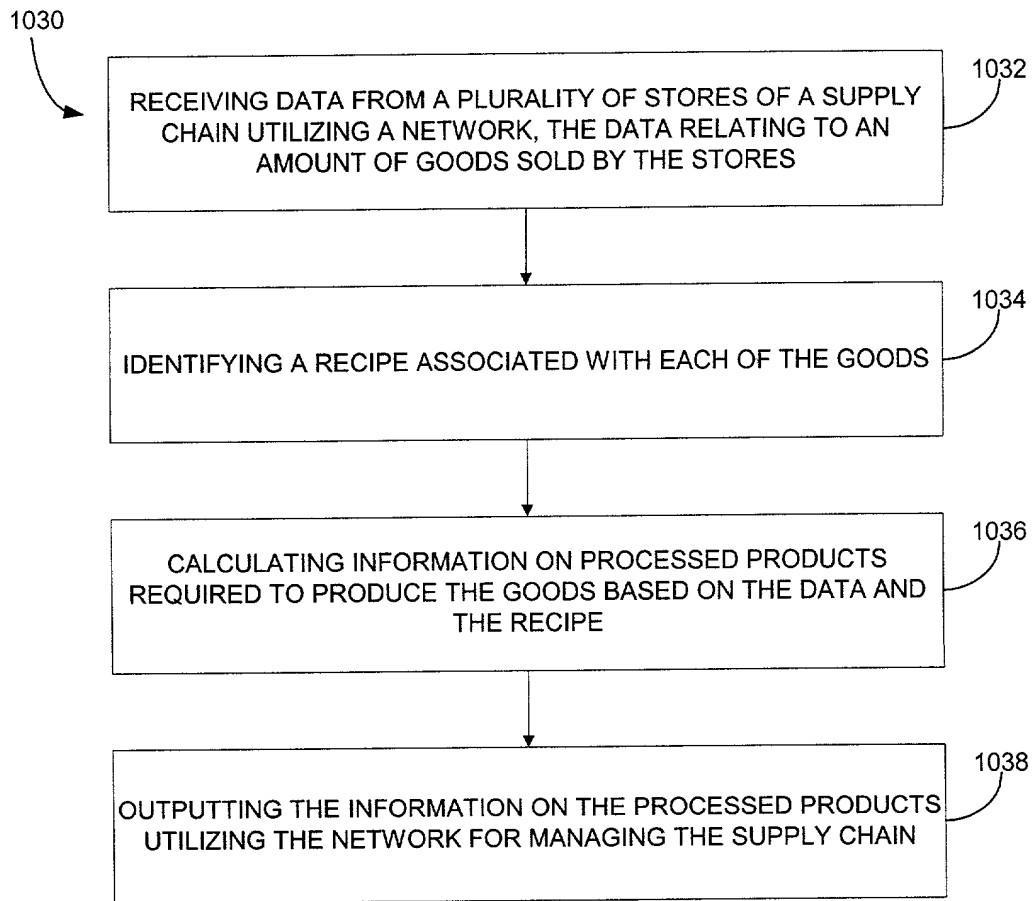 1030
1032
RECEIVING DATA FROM A PLURALITY OF STORES OF A SUPPLY
CHAIN UTILIZING A NETWORK, THE DATA RELATING TO AN
AMOUNT OF GOODS SOLD BY THE STORES
1034
IDENTIFYING A RECIPE ASSOCIATED WITH EACH OF THE GOODS
1036
CALCULATING INFORMATION ON PROCESSED PRODUCTS
REQUIRED TO PRODUCE THE GOODS BASED ON THE DATA AND
THE RECIPE
1038
OUTPUTTING THE INFORMATION ON THE PROCESSED PRODUCTS
UTILIZING THE NETWORK FOR MANAGING THE SUPPLY CHAIN